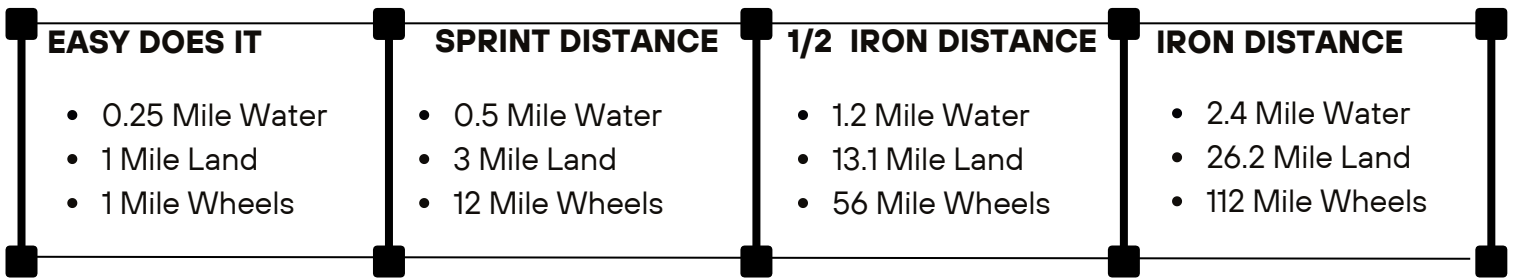 EASY DOES IT
• 0.25 Mile Water
• 1 Mile Land
• 1 Mile Wheels
SPRINT DISTANCE
• 0.5 Mile Water
• 3 Mile Land
• 12 Mile Wheels
1/2 IRON DISTANCE
• 1.2 Mile Water
• 13.1 Mile Land
• 56 Mile Wheels
IRON DISTANCE
• 2.4 Mile Water
• 26.2 Mile Land
• 112 Mile Wheels